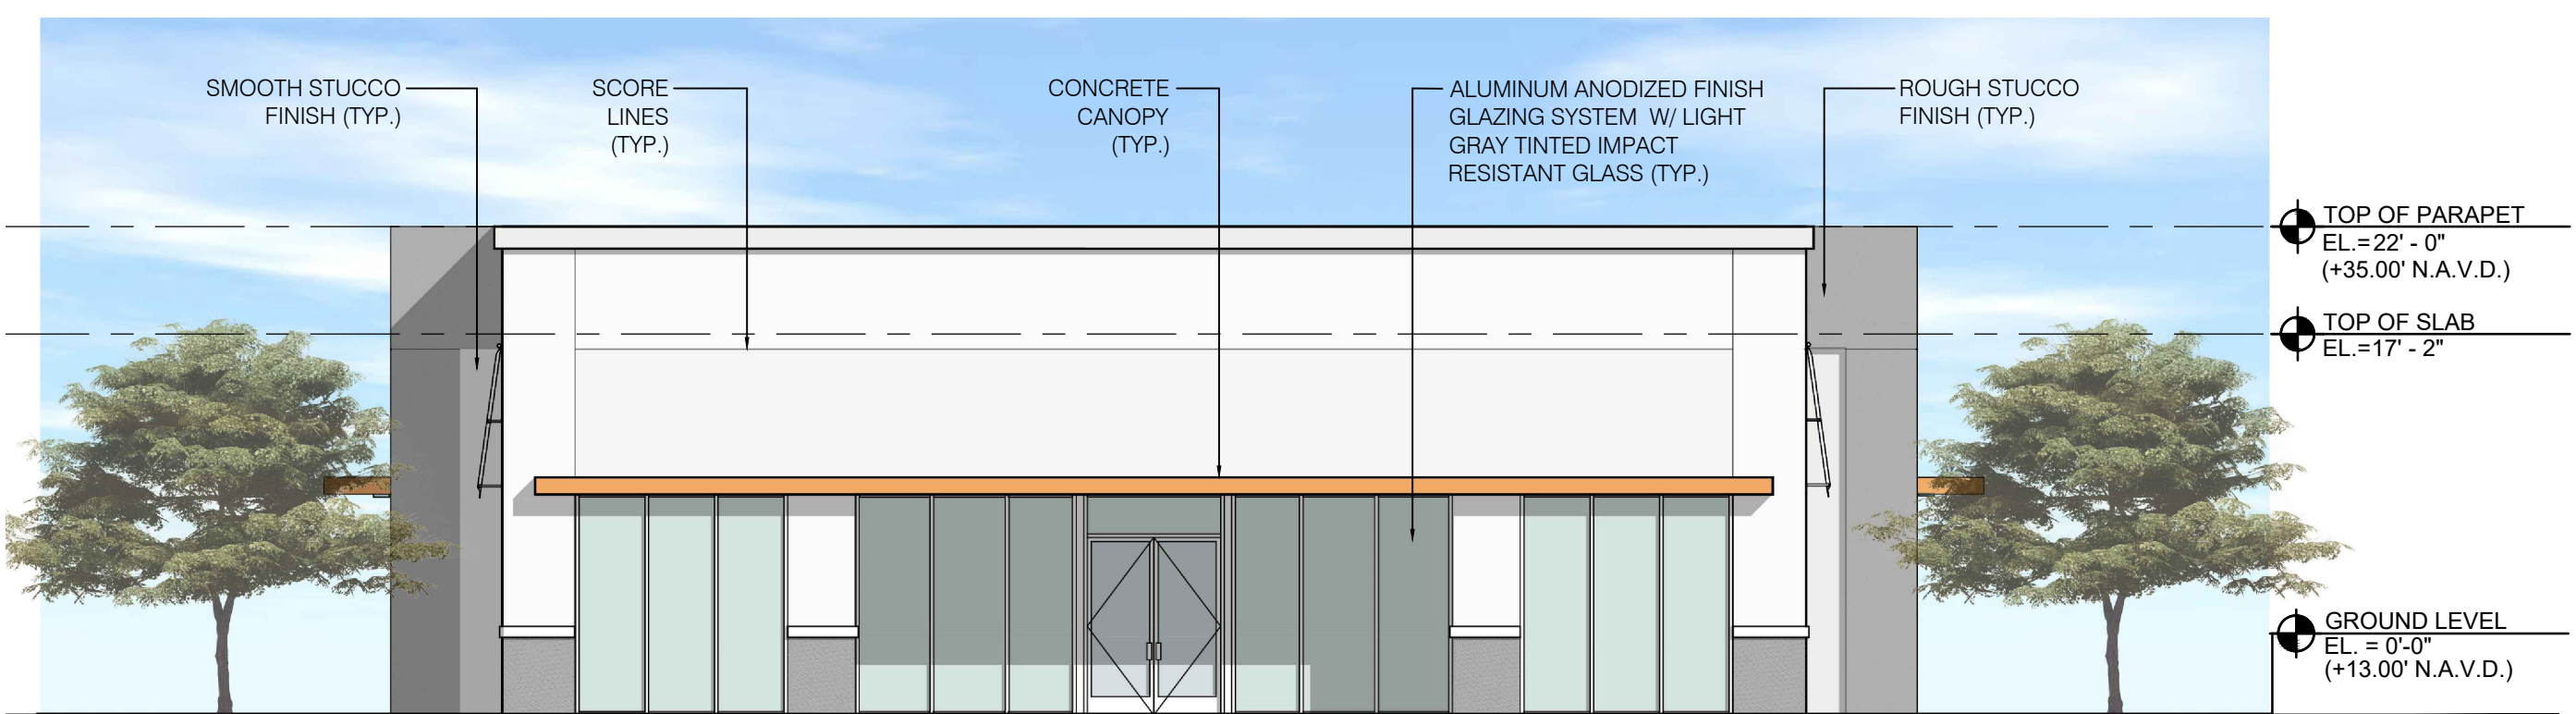 SMOOTH STUCCO
FINISH (TYP.)
SCORE
LINES
(TYP.)
CONCRETE
CANOPY
(TYP.)
ALUMINUM ANODIZED FINISH
GLAZING SYSTEM W/ LIGHT
GRAY TINTED IMPACT
RESISTANT GLASS (TYP.)
ROUGH STUCCO
FINISH (TYP.)
TOP OF PARAPET
EL.=22' - 0"
(+35.00' N.A.V.D.)
TOP OF SLAB
EL.=17' - 2"
GROUND LEVEL
EL. = 0'-0"
(+13.00' N.A.V.D.)